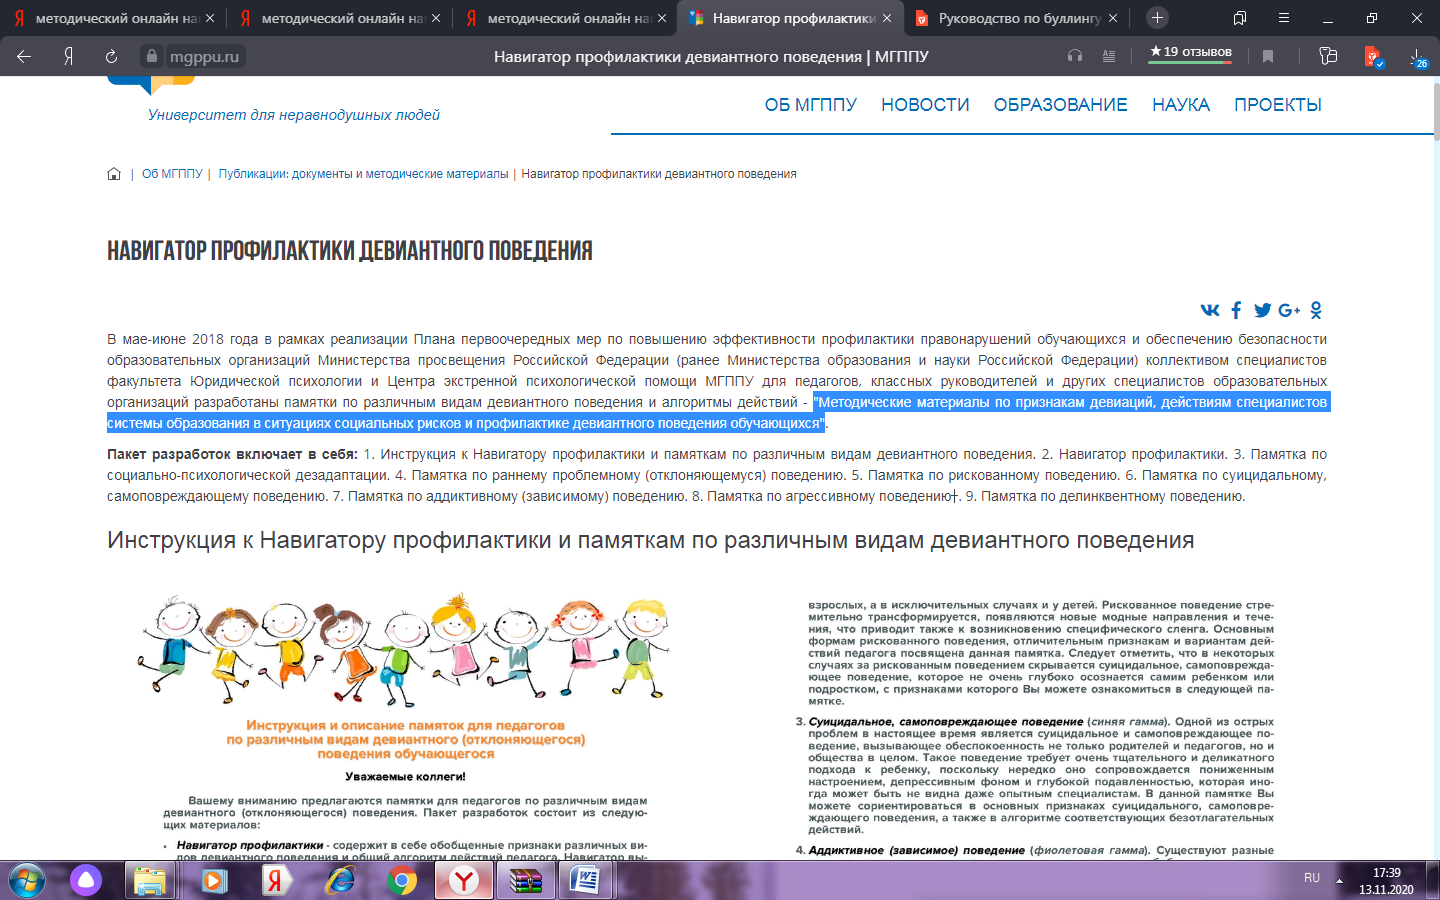 методический онлайн на
методический онлайн на
методический онлайн на
Навигатор профилактики
Руководство по буллингу
mgppu.ru
Навигатор профилактики девиантного поведения | МГППУ
★19 отзывов
26
Университет для неравнодушных людей
ОБ МГППУ НОВОСТИ ОБРАЗОВАНИЕ НАУКА ПРОЕКТЫ
| Об МГППУ | Публикации: документы и методические материалы | Навигатор профилактики девиантного поведения
НАВИГАТОР ПРОФИЛАКТИКИ ДЕВИАНТНОГО ПОВЕДЕНИЯ
В мае-июне 2018 года в рамках реализации Плана первоочередных мер по повышению эффективности профилактики правонарушений обучающихся и обеспечению безопасности
образовательных организаций Министерства просвещения Российской Федерации (ранее Министерства образования и науки Российской Федерации) коллективом специалистов
факультета Юридической психологии и Центра экстренной психологической помощи МГППУ для педагогов, классных руководителей и других специалистов образовательных
организаций разработаны памятки по различным видам девиантного поведения и алгоритмы действий - "Методические материалы по признакам девиаций, действиям специалистов
системы образования в ситуациях социальных рисков и профилактике девиантного поведения обучающихся".
Пакет разработок включает в себя: 1. Инструкция к Навигатору профилактики и памяткам по различным видам девиантного поведения. 2. Навигатор профилактики. 3. Памятка по
социально-психологической дезадаптации. 4. Памятка по раннему проблемному (отклоняющемуся) поведению. 5. Памятка по рискованному поведению. 6. Памятка по суицидальному,
самоповреждающему поведению. 7. Памятка по аддиктивному (зависимому) поведению. 8. Памятка по агрессивному поведению. 9. Памятка по делинквентному поведению.
Инструкция к Навигатору профилактики и памяткам по различным видам девиантного поведения
Инструкция и описание памяток для педагогов
по различным видам девиантного (отклоняющегося)
поведения обучающегося
Уважаемые коллеги!
Вашему вниманию предлагаются памятки для педагогов по различным видам
девиантного (отклоняющегося) поведения. Пакет разработок состоит из следую-
щих материалов:
• Навигатор профилактики - содержит в себе обобщенные признаки различных ви-
дов девиантного поведения и общий алгоритм действий педагога. Навигатор вы-
взрослых, а в исключительных случаях и у детей. Рискованное поведение стре-
мительно трансформируется, появляются новые модные направления и тече-
ния, что приводит также к возникновению специфического сленга. Основным
формам рискованного поведения, отличительным признакам и вариантам дей-
ствий педагога посвящена данная памятка. Следует отметить, что в некоторых
случаях за рискованным поведением скрывается суицидальное, самоповрежда-
ющее поведение, которое не очень глубоко осознается самим ребенком или
подростком, с признаками которого Вы можете ознакомиться в следующей па-
мятке.
3. Суицидальное, самоповреждающее поведение (синяя гамма). Одной из острых
проблем в настоящее время является суицидальное и самоповреждающее по-
ведение, вызывающее обеспокоенность не только родителей и педагогов, но и
общества в целом. Такое поведение требует очень тщательного и деликатного
подхода к ребенку, поскольку нередко оно сопровождается пониженным
настроением, депрессивным фоном и глубокой подавленностью, которая ино-
гда может быть не видна даже опытным специалистам. В данной памятке Вы
можете сориентироваться в основных признаках суицидального, самоповре-
ждающего поведения, а также в алгоритме соответствующих безотлагательных
действий.
4. Аддиктивное (зависимое) поведение (фиолетовая гамма). Существуют разные
RU
17:39
13.11.2020